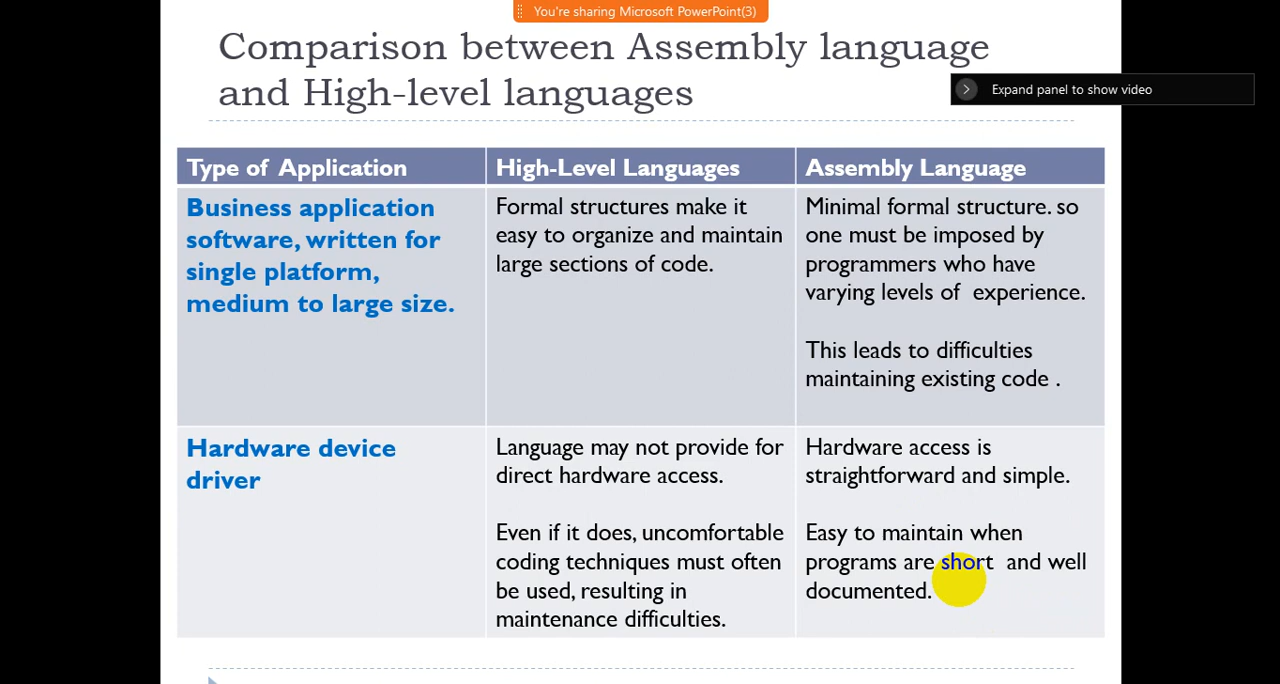 You're sharing Microsoft PowerPoint(3)
Comparison between Assembly language
and High-level languages
Expand panel to show video
Type of Application
High-Level Languages
Assembly Language
Business application
software, written for
single platform,
medium to large size.
Formal structures make it
easy to organize and maintain
large sections of code.
Minimal formal structure. so
one must be imposed by
programmers who have
varying levels of experience.
This leads to difficulties
maintaining existing code .
Hardware device
driver
Language may not provide for
direct hardware access.
Even if it does, uncomfortable
coding techniques must often
be used, resulting in
maintenance difficulties.
Hardware access is
straightforward and simple.
Easy to maintain when
programs are short and well
documented.